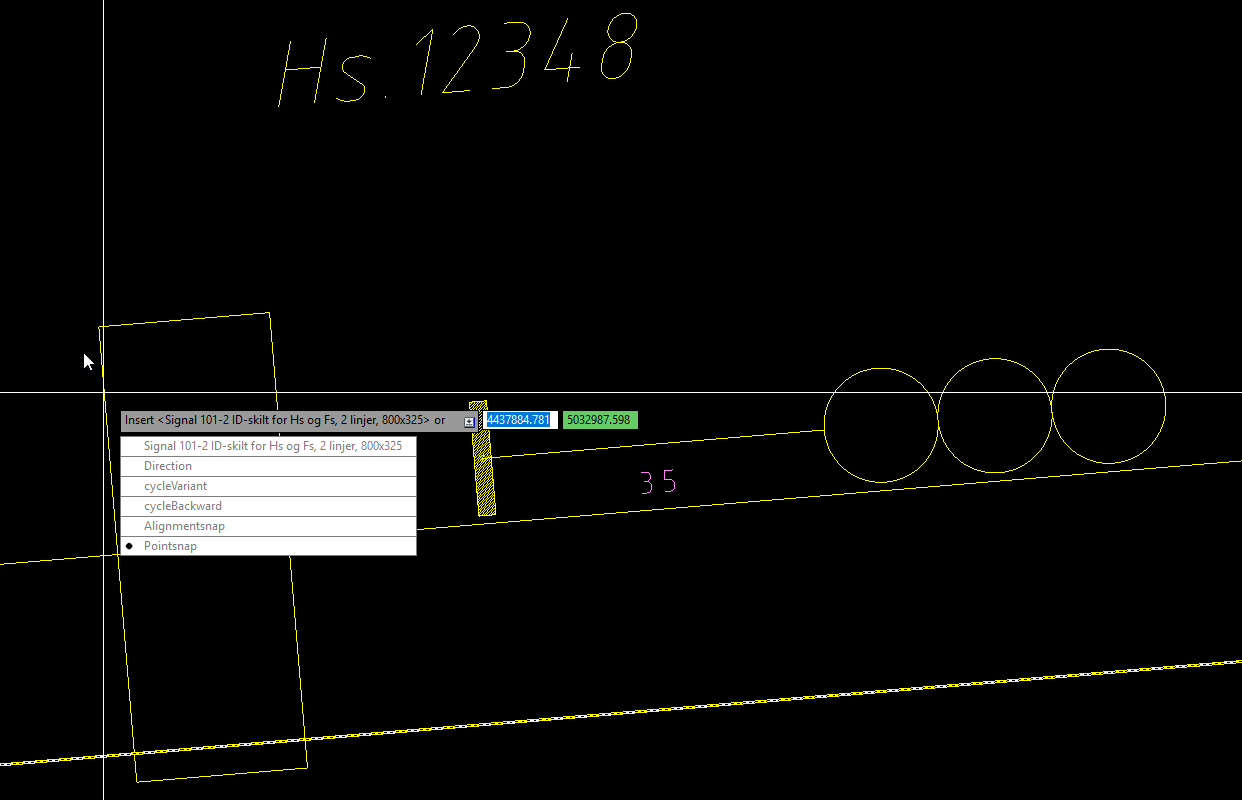 Hs. 12348
Insert <Signal 101-2 ID-skilt for Hs og Fs, 2 linjer, 800x325> or 4437884.781 5032987.598
Signal 101-2 ID-skilt for Hs og Fs, 2 linjer, 800x325
Direction
cycleVariant
cycleBackward
Alignmentsnap
Pointsnap
35